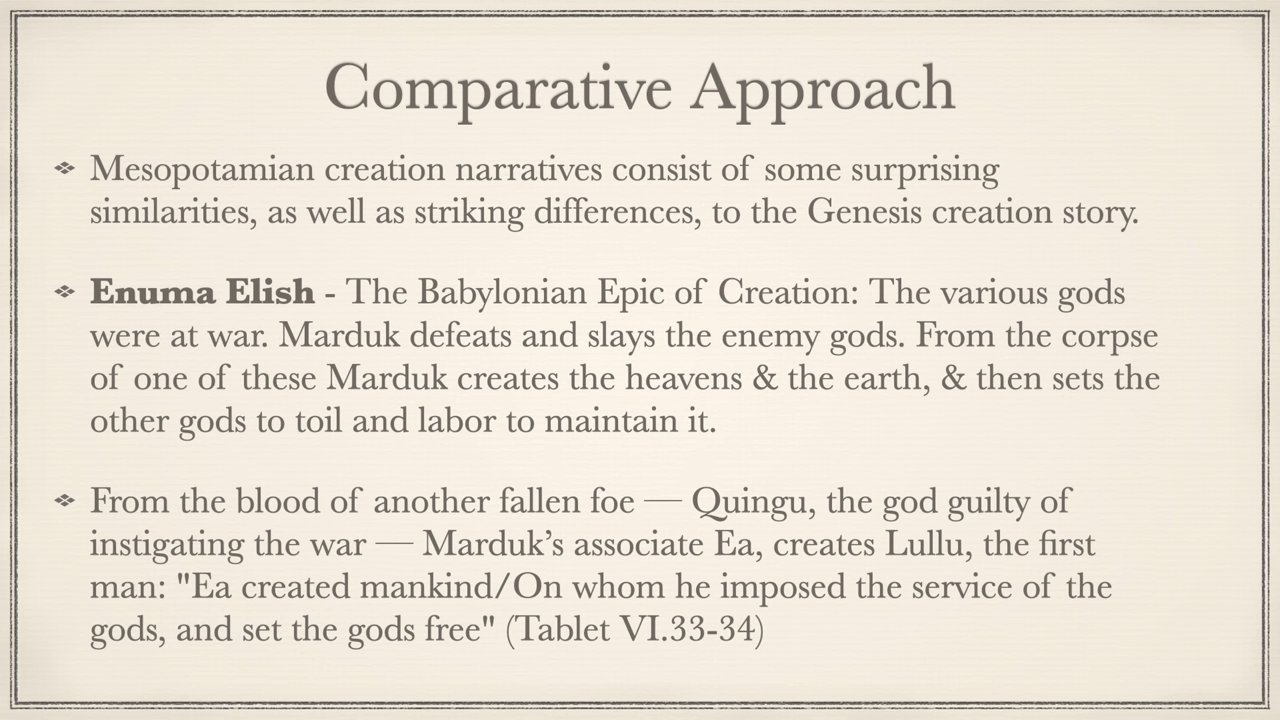 Comparative Approach
Mesopotamian creation narratives consist of some surprising
similarities, as well as striking differences, to the Genesis creation story.
Enuma Elish - The Babylonian Epic of Creation: The various gods
were at war. Marduk defeats and slays the enemy gods. From the corpse
of one of these Marduk creates the heavens & the earth, & then sets the
other gods to toil and labor to maintain it.
From the blood of another fallen foe — Quingu, the god guilty of
instigating the war — Marduk’s associate Ea, creates Lullu, the first
man: "Ea created mankind/On whom he imposed the service of the
gods, and set the gods free" (Tablet VI.33-34)